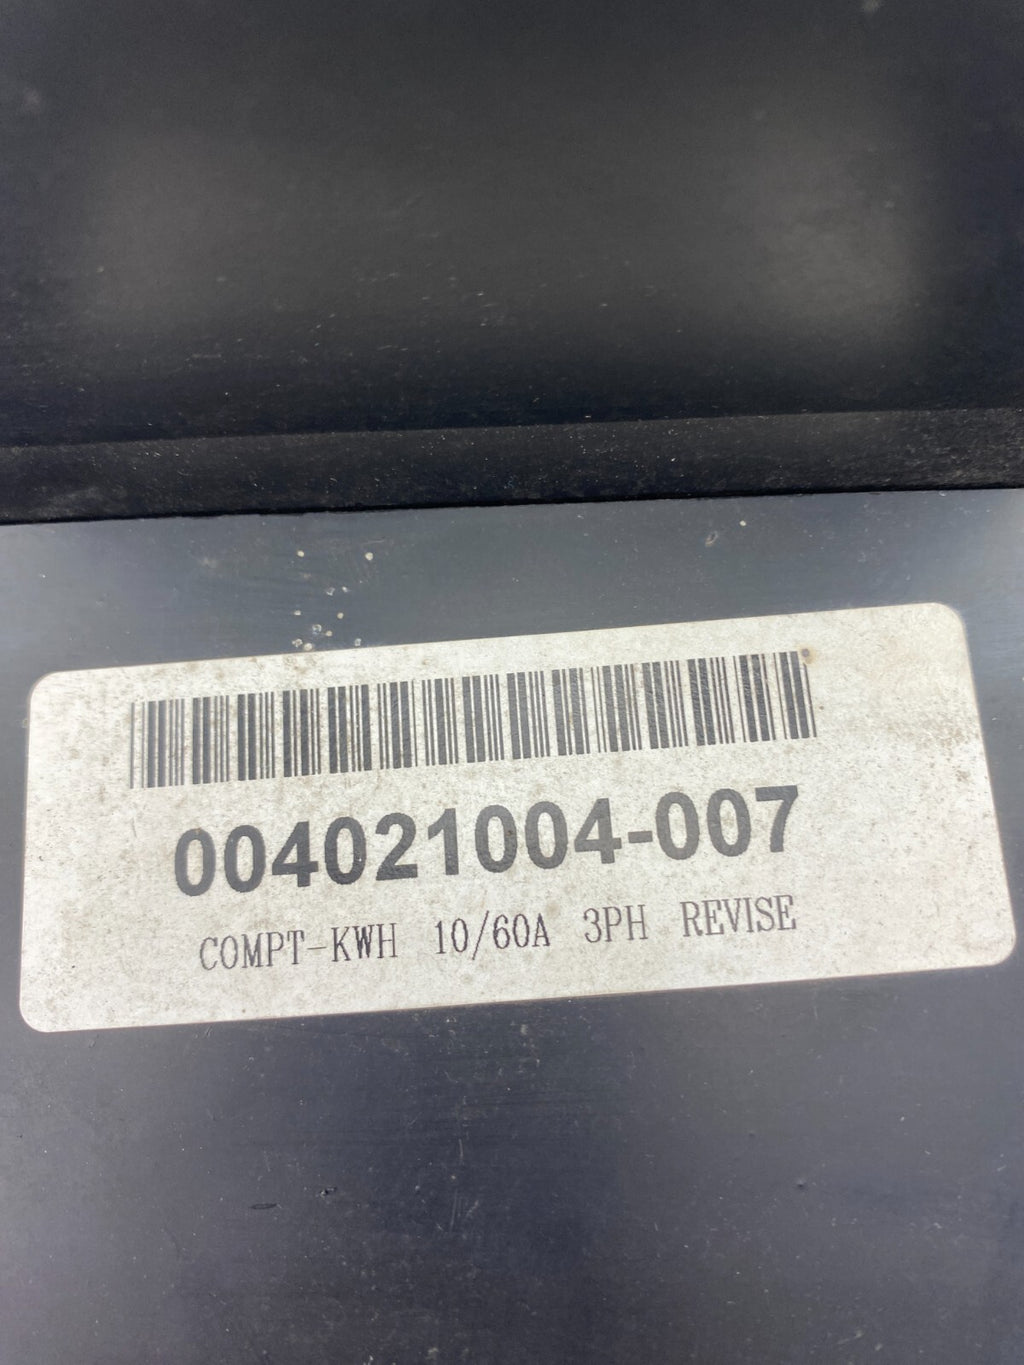 004021004-007
COMPT-KWH 10/60A 3PH REVISE